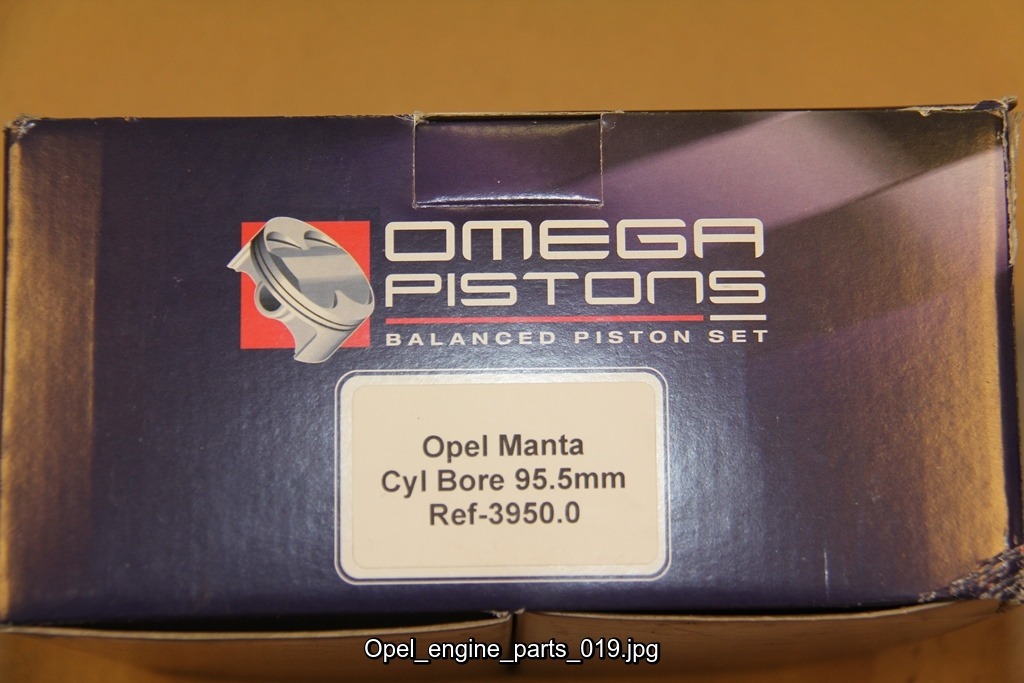 OMEGA
PISTONS
BALANCED PISTON SET
Opel Manta
Cyl Bore 95.5mm
Ref-3950.0
Opel_engine_parts_019.jpg